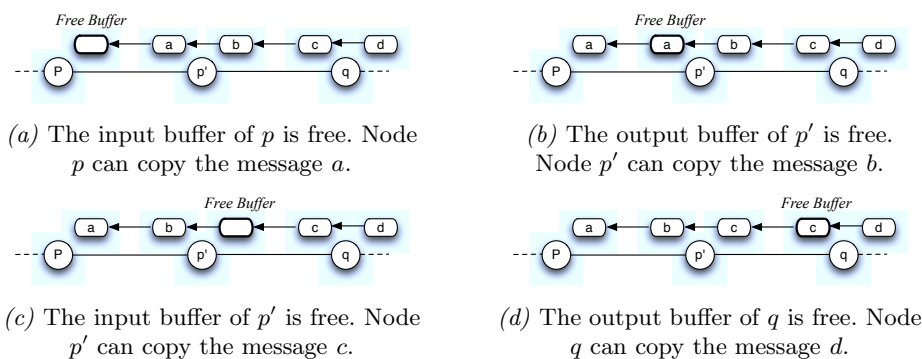 Free Buffer
a b c d
P p' q
(a) The input buffer of p is free. Node
p can copy the message a.
Free Buffer
a a b c d
P p' q
(b) The output buffer of p′ is free.
Node p′ can copy the message b.
Free Buffer
a b c d
P p' q
(c) The input buffer of p′ is free. Node
p′ can copy the message c.
Free Buffer
a b c c d
P p' q
(d) The output buffer of q is free. Node
q can copy the message d.